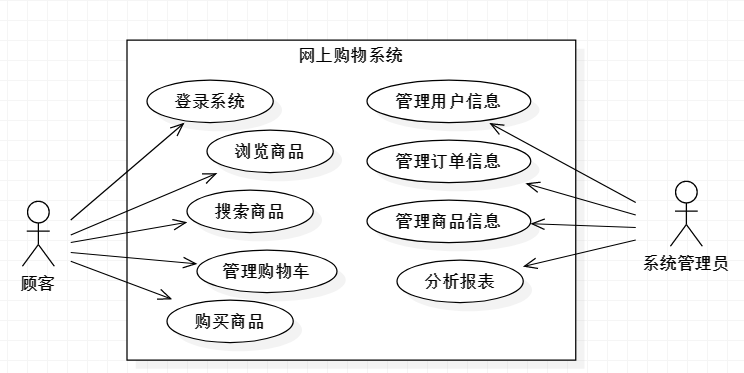 网上购物系统
登录系统
浏览商品
搜索商品
管理购物车
购买商品
管理用户信息
管理订单信息
管理商品信息
分析报表
顾客
系统管理员